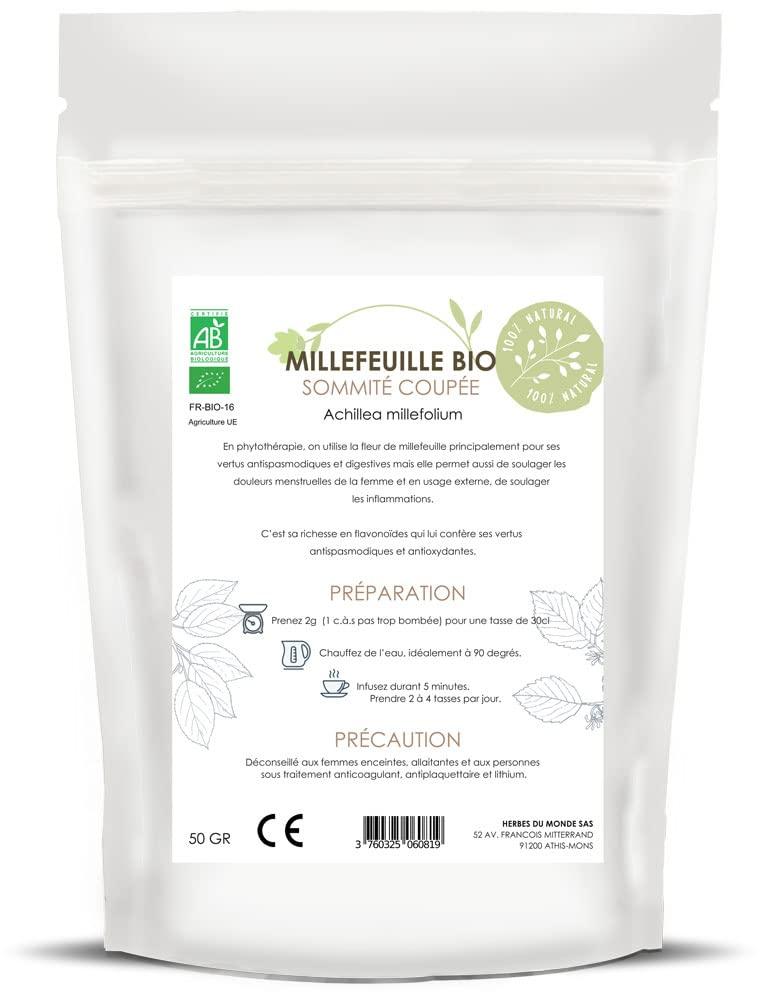 CERTIFIÉ
AB
AGRICULTURE
BIOLOGIQUE
FR-BIO-16
Agriculture UE
MILLEFEUILLE BIO
SOMMITÉ COUPÉE
Achillea millefolium
100% NATURAL
100% NATURAL
En phytothérapie, on utilise la fleur de millefeuille principalement pour ses
vertus antispasmodiques et digestives mais elle permet aussi de soulager les
douleurs menstruelles de la femme et en usage externe, de soulager
les inflammations.
C'est sa richesse en flavonoïdes qui lui confère ses vertus
antispasmodiques et antioxydantes.
PRÉPARATION
Prenez 2g (1 c.à.s pas trop bombée) pour une tasse de 30cl
Chauffez de l'eau, idéalement à 90 degrés.
Infusez durant 5 minutes.
Prendre 2 à 4 tasses par jour.
PRÉCAUTION
Déconseillé aux femmes enceintes, allaitantes et aux personnes
sous traitement anticoagulant, antiplaquettaire et lithium.
50 GR
CE
3 760325 060819
HERBES DU MONDE SAS
52 AV. FRANCOIS MITTERRAND
91200 ATHIS-MONS